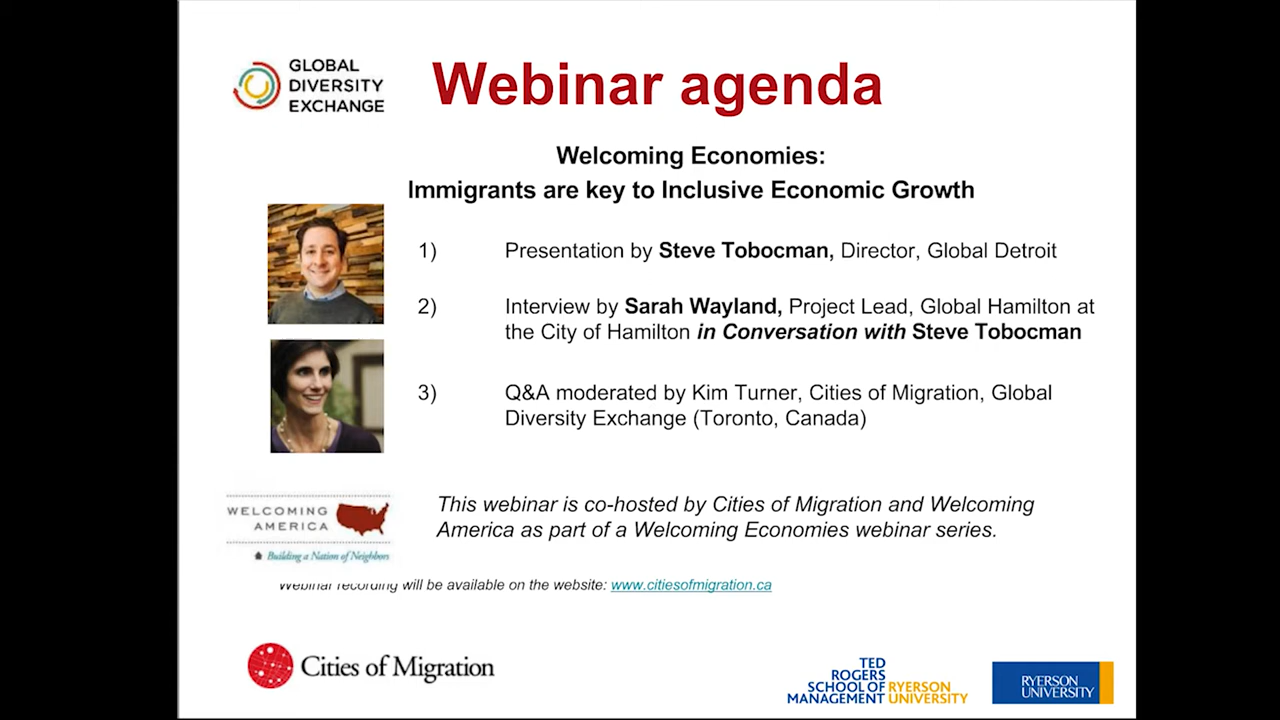 GLOBAL
DIVERSITY
EXCHANGE
Webinar agenda
Welcoming Economies:
Immigrants are key to Inclusive Economic Growth
1) Presentation by Steve Tobocman, Director, Global Detroit
2) Interview by Sarah Wayland, Project Lead, Global Hamilton at
the City of Hamilton in Conversation with Steve Tobocman
3) Q&A moderated by Kim Turner, Cities of Migration, Global
Diversity Exchange (Toronto, Canada)
WELCOMING
AMERICA
Building a Nation of Neighbors
This webinar is co-hosted by Cities of Migration and Welcoming
America as part of a Welcoming Economies webinar series.
Webinar recording will be available on the website: www.citiesofmigration.ca
Cities of Migration
TED
ROGERS
SCHOOL OF RYERSON
MANAGEMENT UNIVERSITY
RYERSON
UNIVERSITY